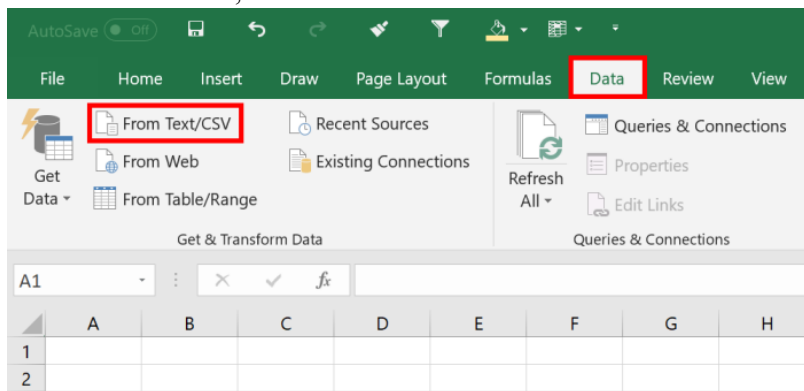 AutoSave Off
File Home Insert Draw Page Layout Formulas Data Review View
From Text/CSV Recent Sources Queries & Connections
From Web Existing Connections Properties
Get Data From Table/Range Refresh All Edit Links
Get & Transform Data Queries & Connections
A1 fx
A B C D E F G H
1
2